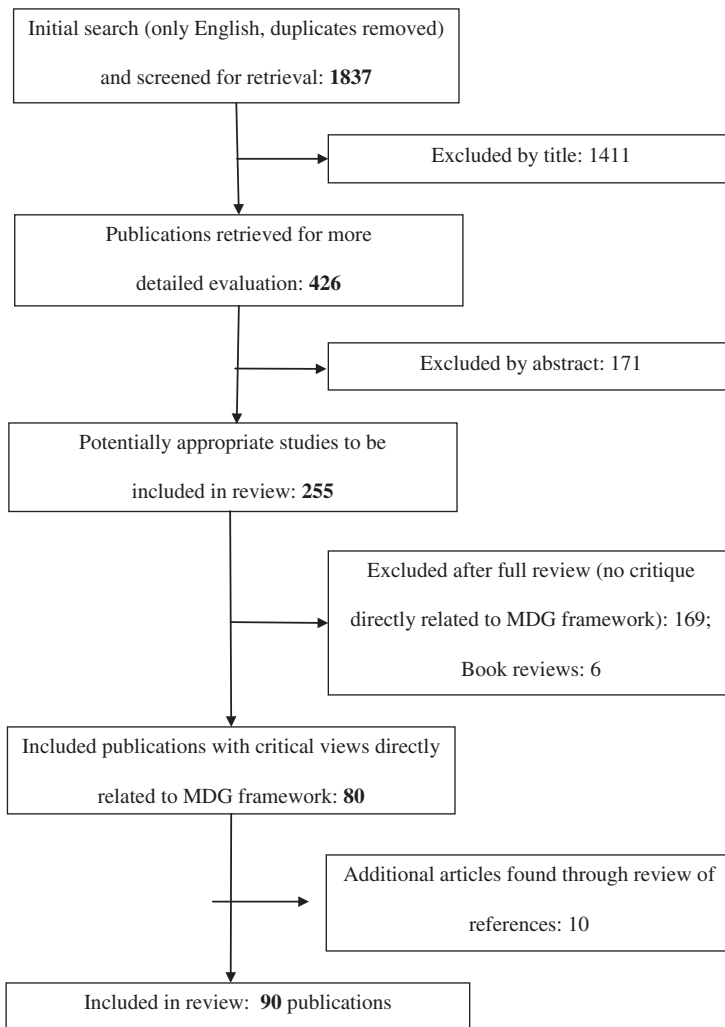 Initial search (only English, duplicates removed)
and screened for retrieval: 1837
Excluded by title: 1411
Publications retrieved for more
detailed evaluation: 426
Excluded by abstract: 171
Potentially appropriate studies to be
included in review: 255
Excluded after full review (no critique
directly related to MDG framework): 169;
Book reviews: 6
Included publications with critical views directly
related to MDG framework: 80
Additional articles found through review of
references: 10
Included in review: 90 publications